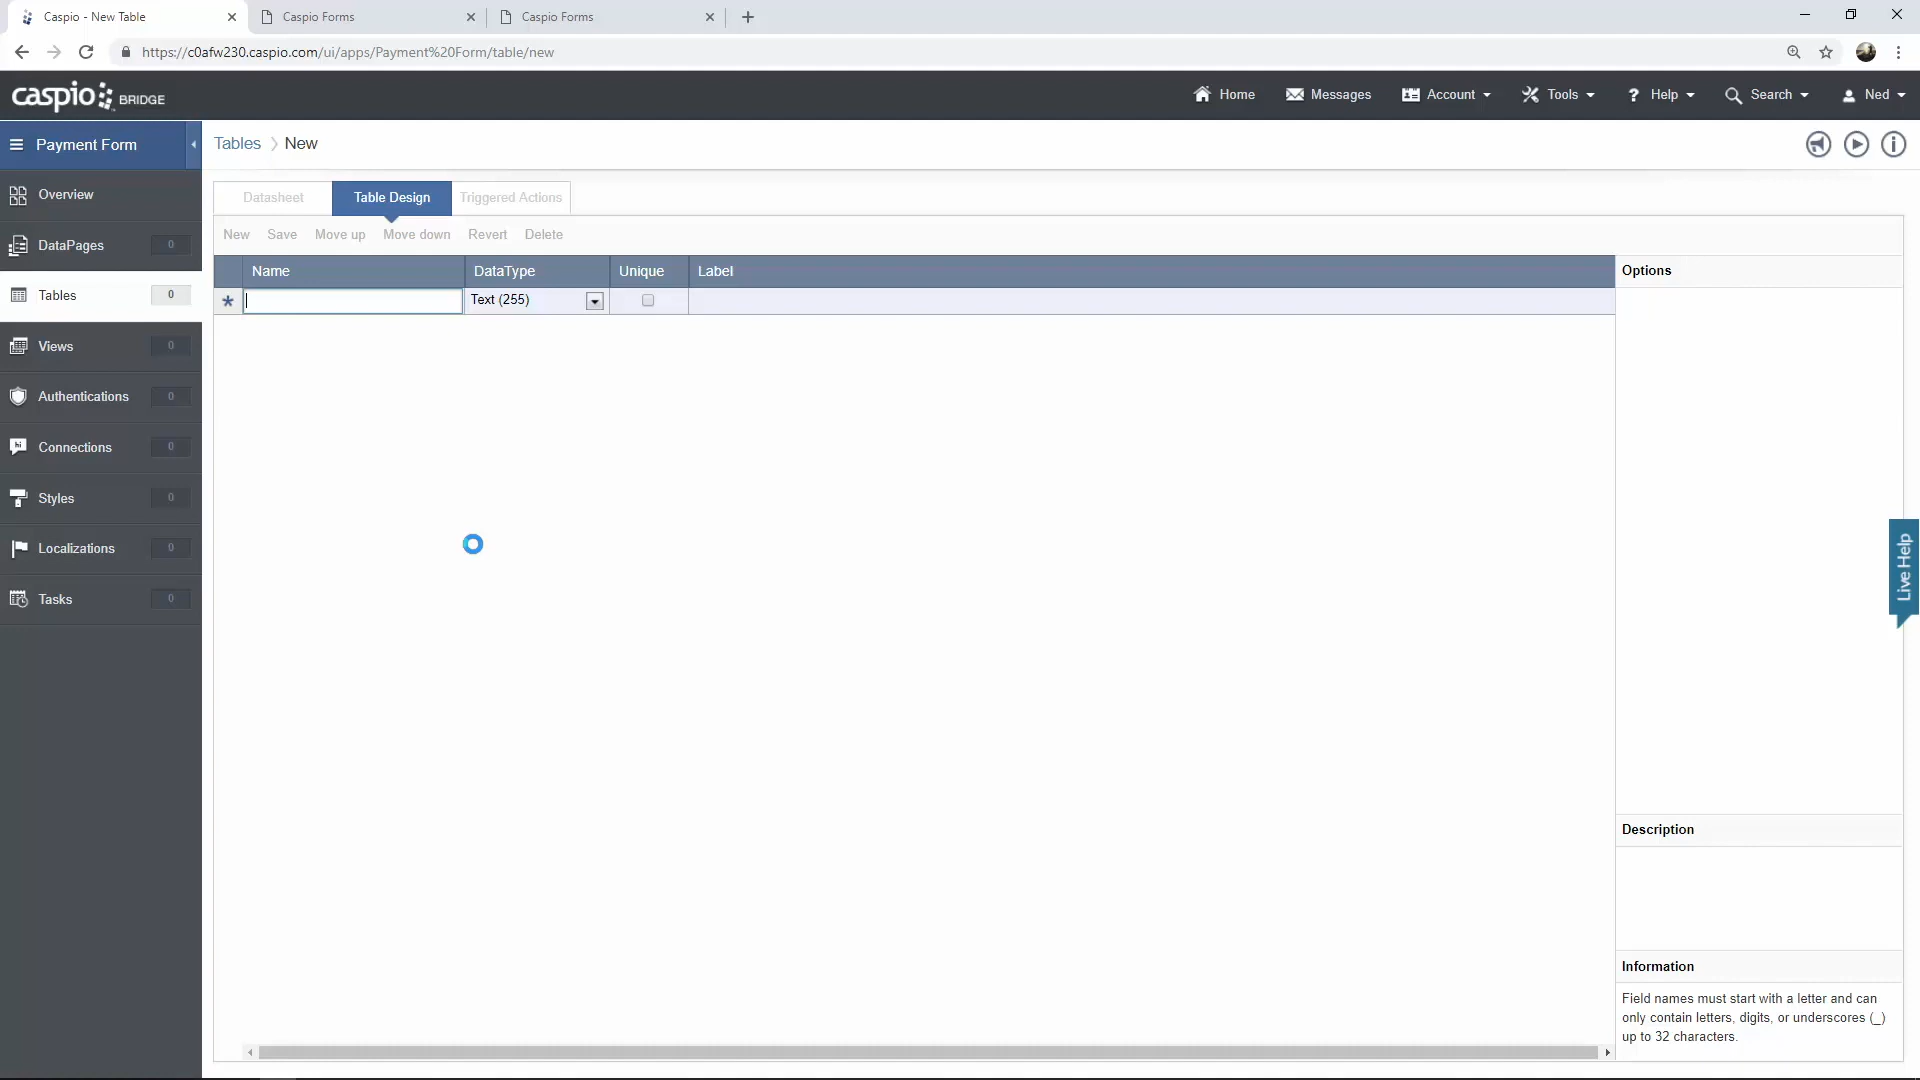 Caspio - New Table
Caspio Forms
Caspio Forms
https://c0afw230.caspio.com/ui/apps/Payment%20Form/table/new
caspio BRIDGE
Home
Messages
Account
Tools
? Help
Search
Ned
Payment Form
Tables > New
Overview
DataPages 0
Tables 0
Views 0
Authentications 0
Connections 0
Styles 0
Localizations 0
Tasks 0
Datasheet
Table Design
Triggered Actions
New Save Move up Move down Revert Delete
Name DataType Unique Label
* Text (255)
Options
Live Help
Description
Information
Field names must start with a letter and can
only contain letters, digits, or underscores (_)
up to 32 characters.